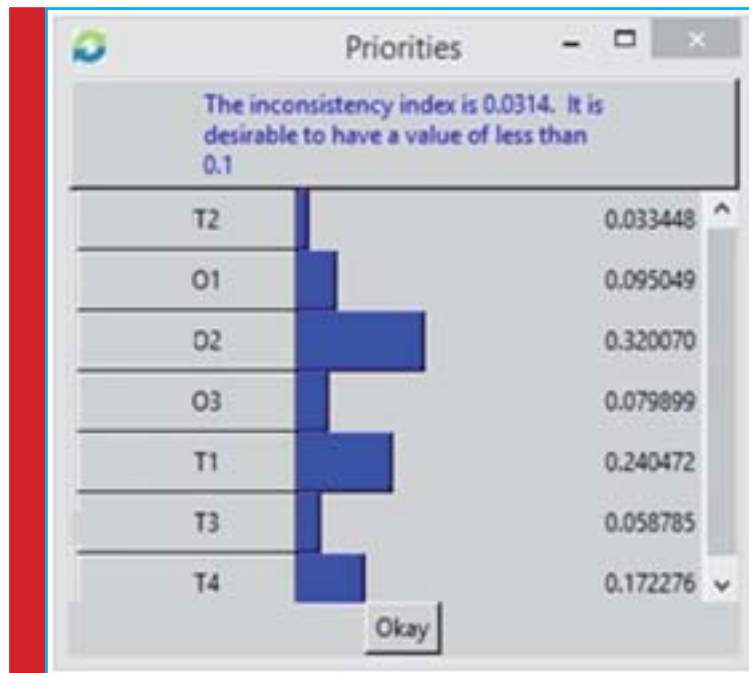 Priorities
The inconsistency index is 0.0314. It is
desirable to have a value of less than
0.1
T2 0.033448
O1 0.095049
O2 0.320070
O3 0.079899
T1 0.240472
T3 0.058785
T4 0.172276
Okay